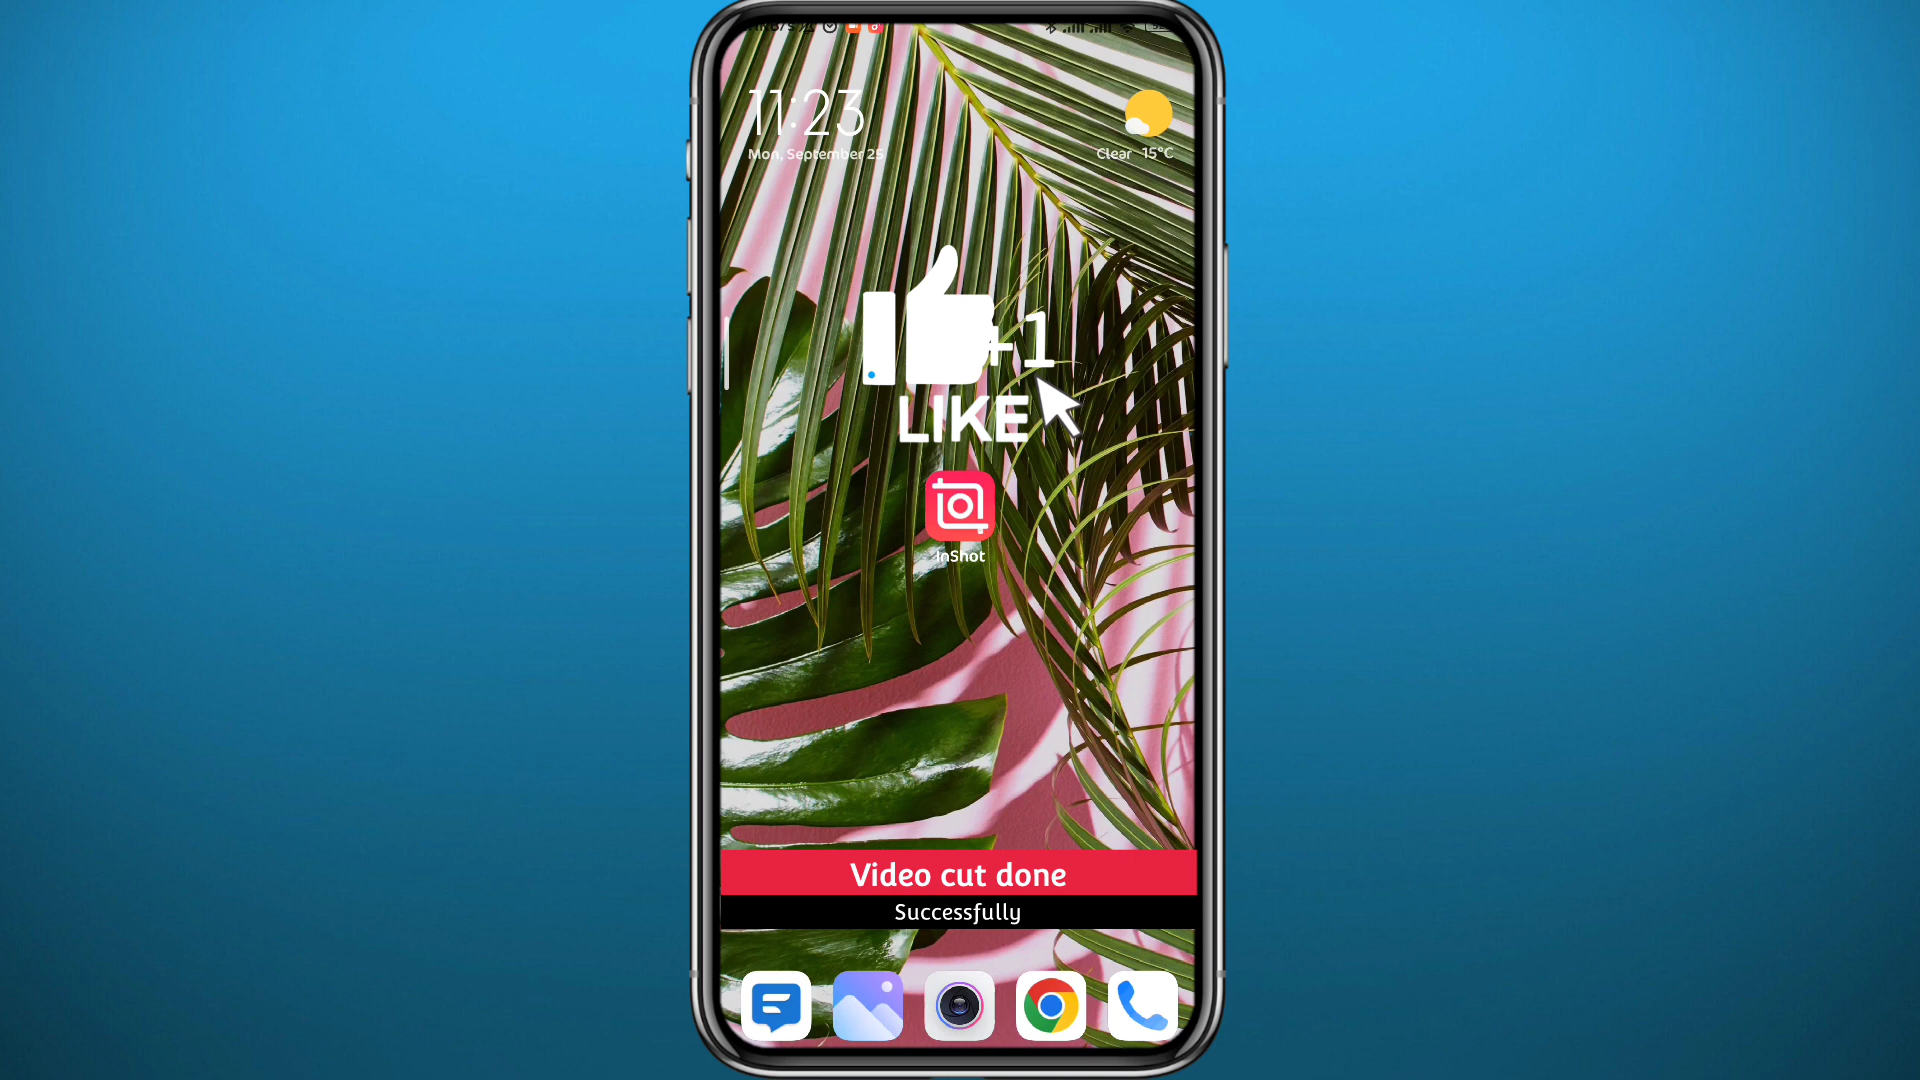 11:23
Mon, September 25
Clear 15°C
+1
LIKE
InShot
Video cut done
Successfully